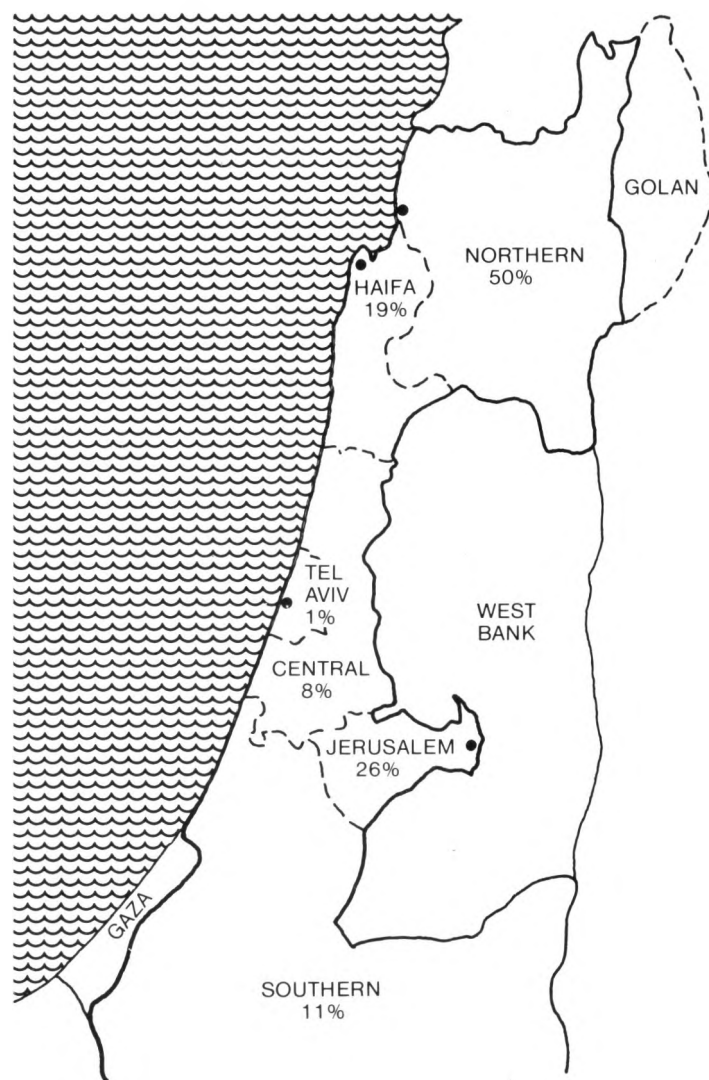 GOLAN
NORTHERN
50%
HAIFA
19%
TEL
AVIV
1%
WEST
BANK
CENTRAL
8%
JERUSALEM
26%
GAZA
SOUTHERN
11%